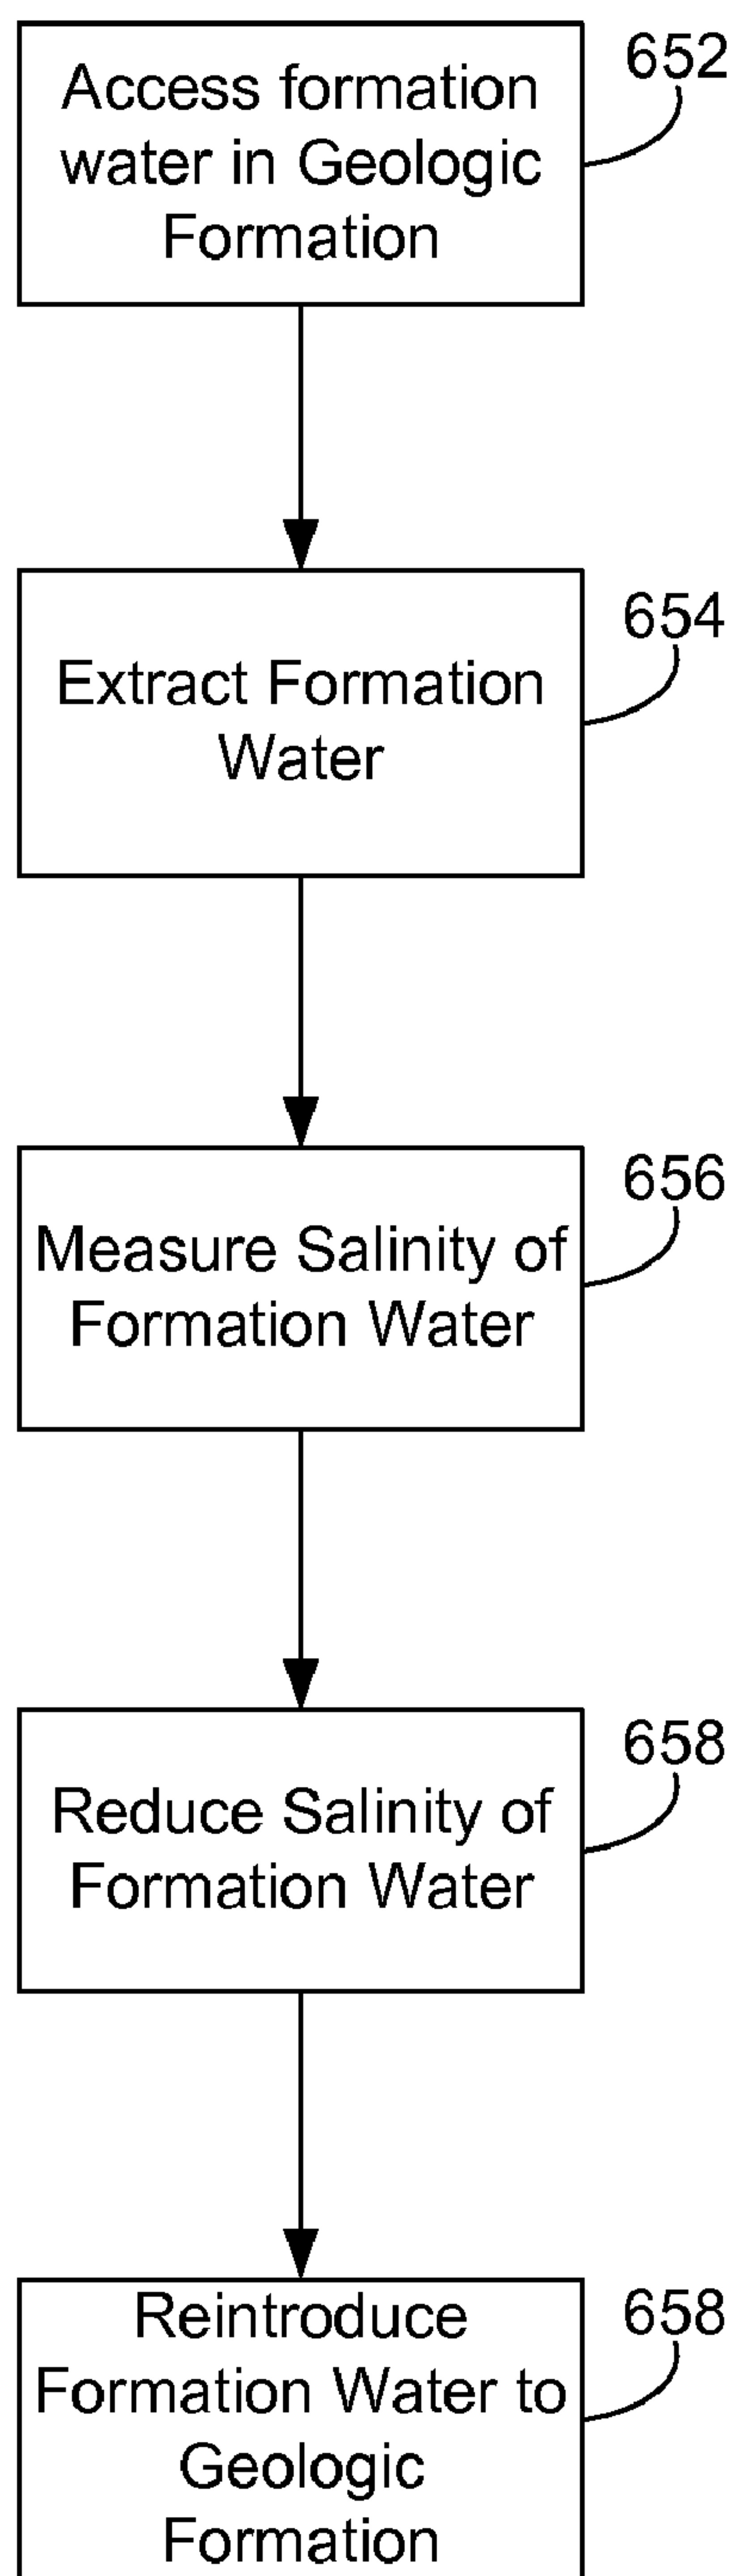 652
Access formation
water in Geologic
Formation
654
Extract Formation
Water
656
Measure Salinity of
Formation Water
658
Reduce Salinity of
Formation Water
658
Reintroduce
Formation Water to
Geologic
Formation